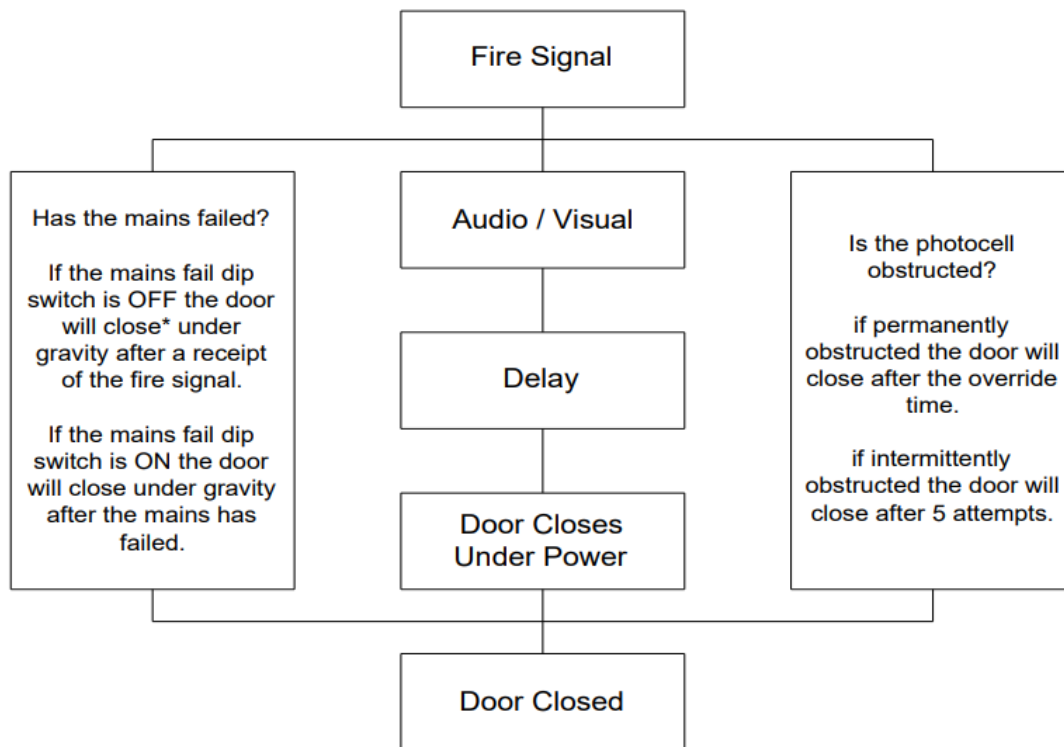 Fire Signal
Has the mains failed?
If the mains fail dip
switch is OFF the door
will close* under
gravity after a receipt
of the fire signal.
If the mains fail dip
switch is ON the door
will close under gravity
after the mains has
failed.
Audio / Visual
Delay
Door Closes
Under Power
Is the photocell
obstructed?
if permanently
obstructed the door will
close after the override
time.
if intermittently
obstructed the door will
close after 5 attempts.
Door Closed